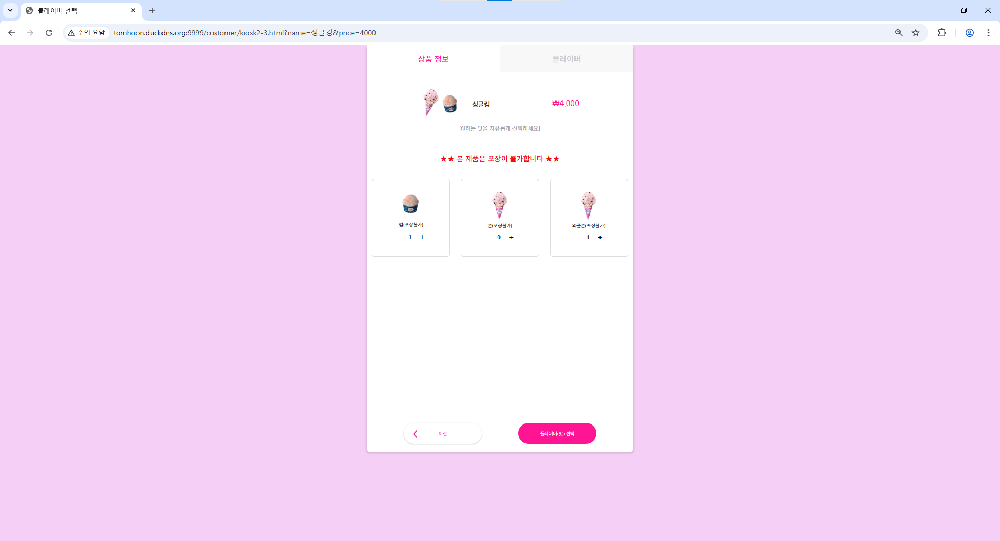 플레이버 선택
주의 요함
tomhoon.duckdns.org:9999/customer/kiosk2-3.html?name=싱글킹&price=4000
상품 정보
플레이버
싱글킹
₩4,000
원하는 맛을 자유롭게 선택하세요!
★★ 본 제품은 포장이 불가합니다 ★★
컵(포장불가)
- 1 +
콘(포장불가)
- 0 +
와플콘(포장불가)
- 1 +
이전
플레이버(맛) 선택